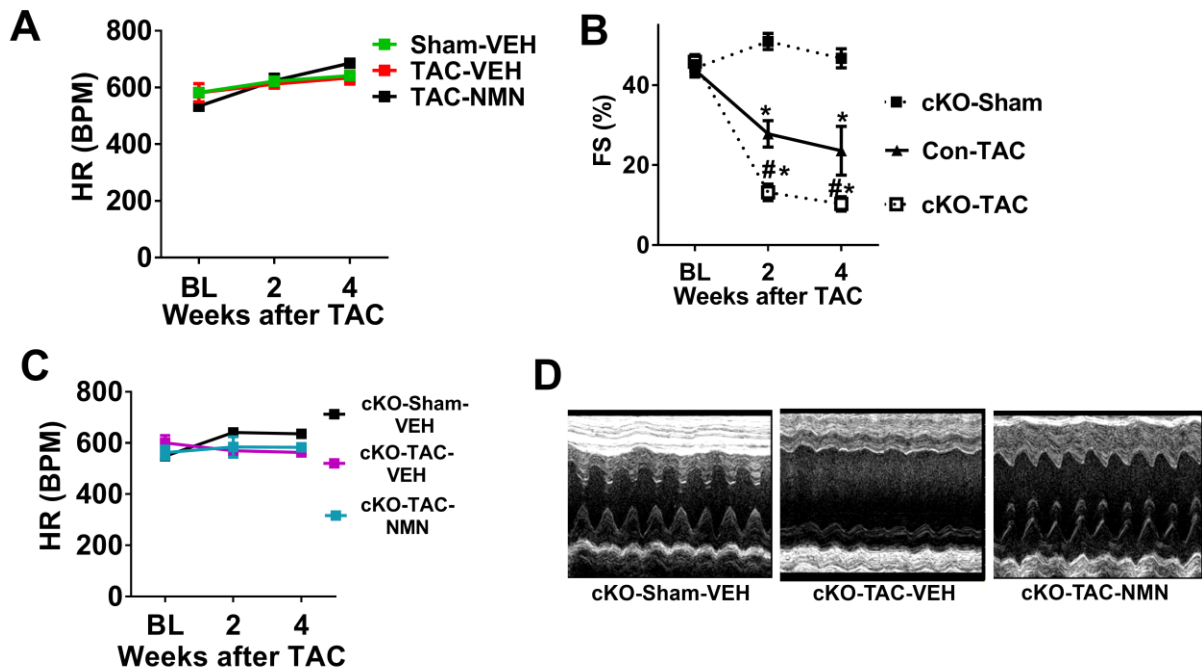 A
HR (BPM)
800
600
400
200
0
BL 2 4
Weeks after TAC
Sham-VEH
TAC-VEH
TAC-NMN
B
FS (%)
40
20
0
* *
#* #*
BL 2 4
Weeks after TAC
cKO-Sham
Con-TAC
cKO-TAC
C
HR (BPM)
800
600
400
200
0
BL 2 4
Weeks after TAC
cKO-Sham-
VEH
cKO-TAC-
VEH
cKO-TAC-
NMN
D
cKO-Sham-VEH
cKO-TAC-VEH
cKO-TAC-NMN